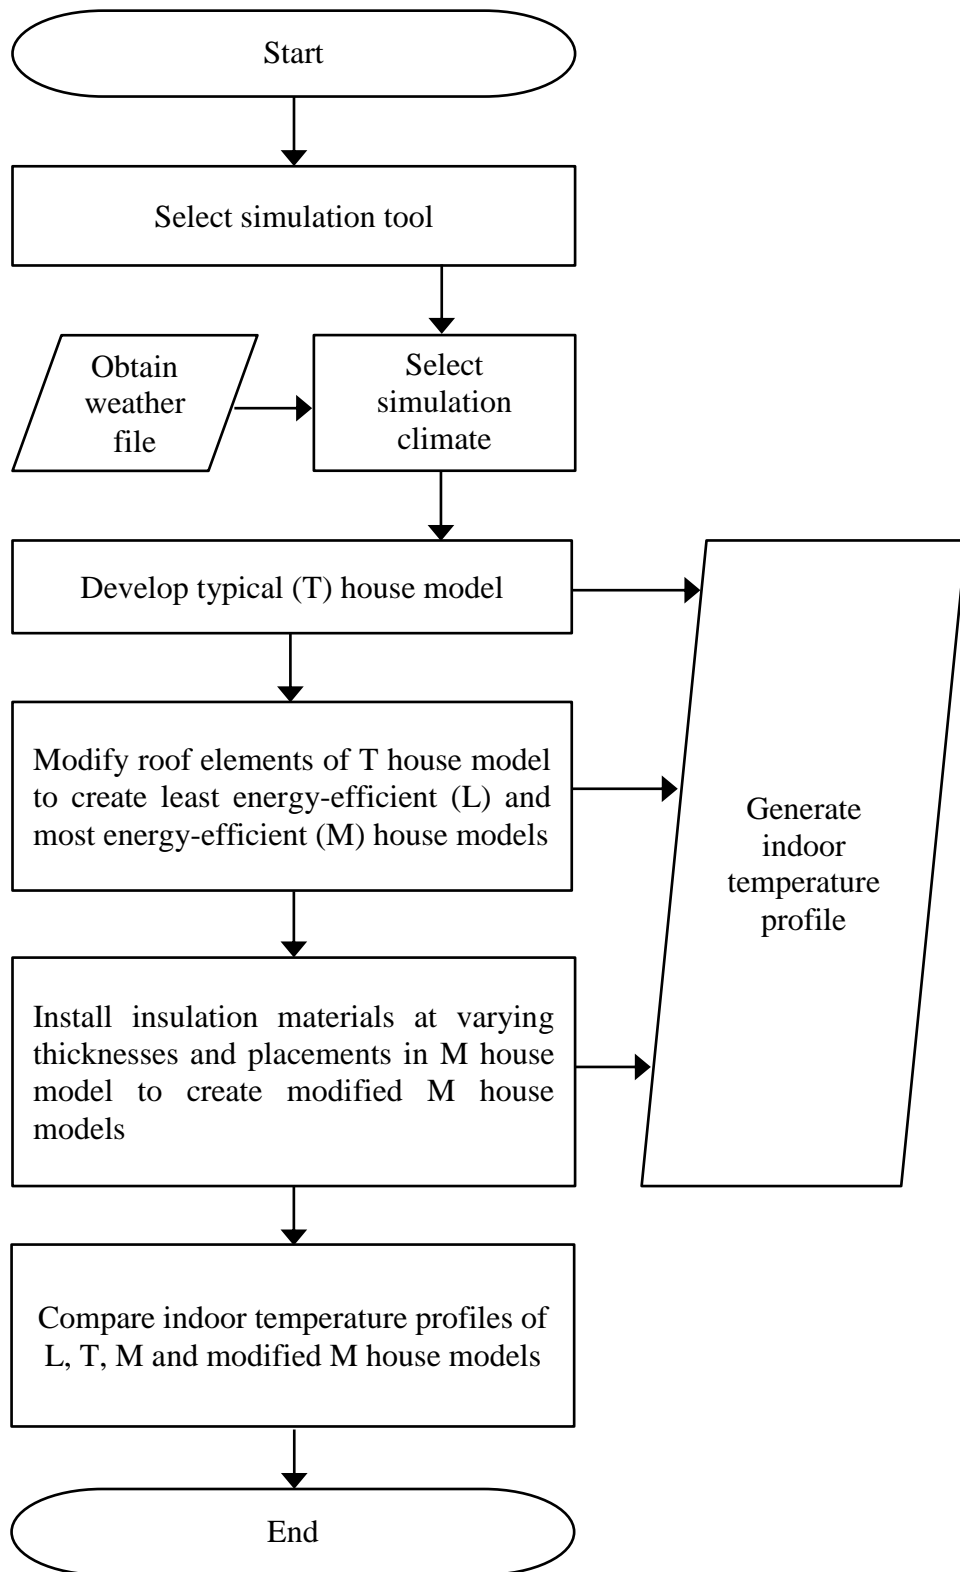 Start
Select simulation tool
Obtain
weather
file
Select
simulation
climate
Develop typical (T) house model
Modify roof elements of T house model
to create least energy-efficient (L) and
most energy-efficient (M) house models
Generate
indoor
temperature
profile
Install insulation materials at varying
thicknesses and placements in M house
model to create modified M house
models
Compare indoor temperature profiles of
L, T, M and modified M house models
End